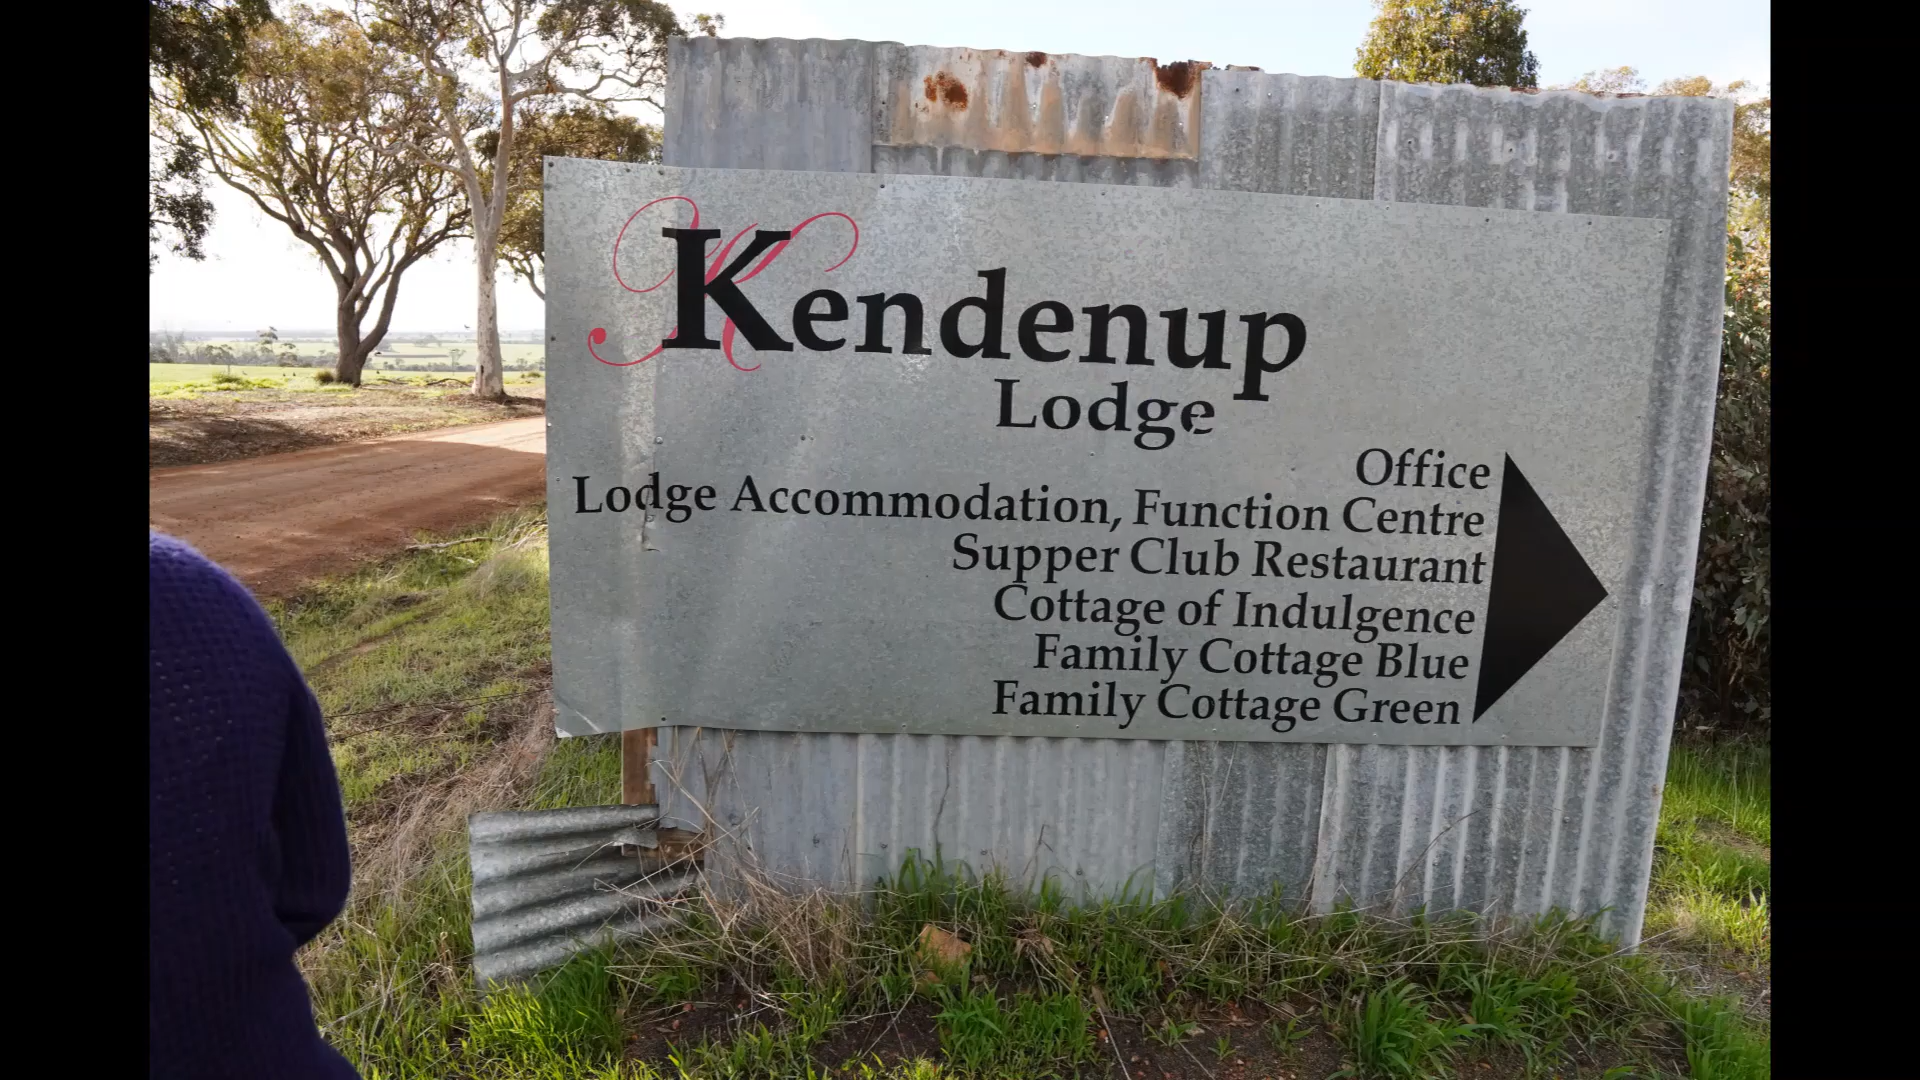 Kendenup
Lodge
Office
Lodge Accommodation, Function Centre
Supper Club Restaurant
Cottage of Indulgence
Family Cottage Blue
Family Cottage Green